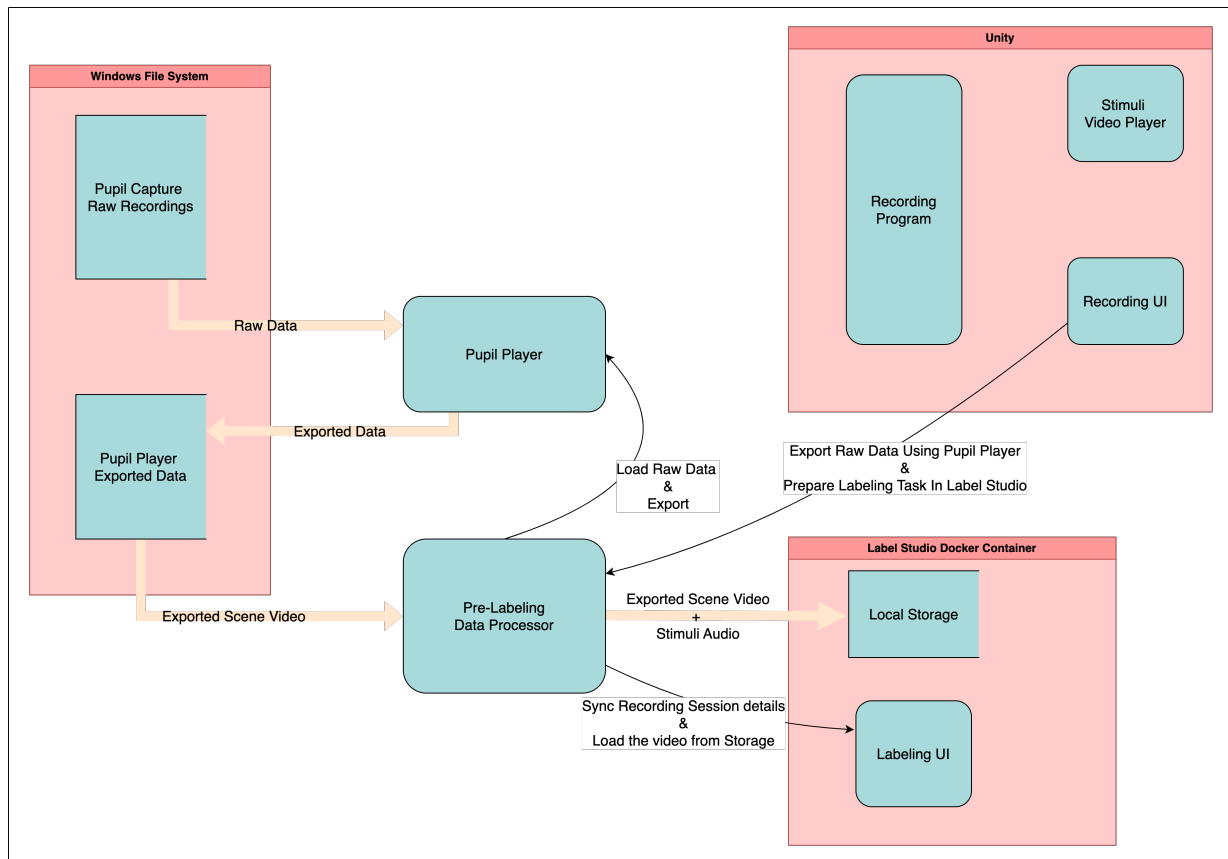 Windows File System
Pupil Capture
Raw Recordings
Raw Data
Pupil Player
Exported Data
Pupil Player
Exported Data
Load Raw Data
&
Export
Exported Scene Video
Pre-Labeling
Data Processor
Unity
Recording
Program
Stimuli
Video Player
Recording UI
Export Raw Data Using Pupil Player
&
Prepare Labeling Task In Label Studio
Label Studio Docker Container
Exported Scene Video
+
Stimuli Audio
Local Storage
Sync Recording Session details
&
Load the video from Storage
Labeling UI